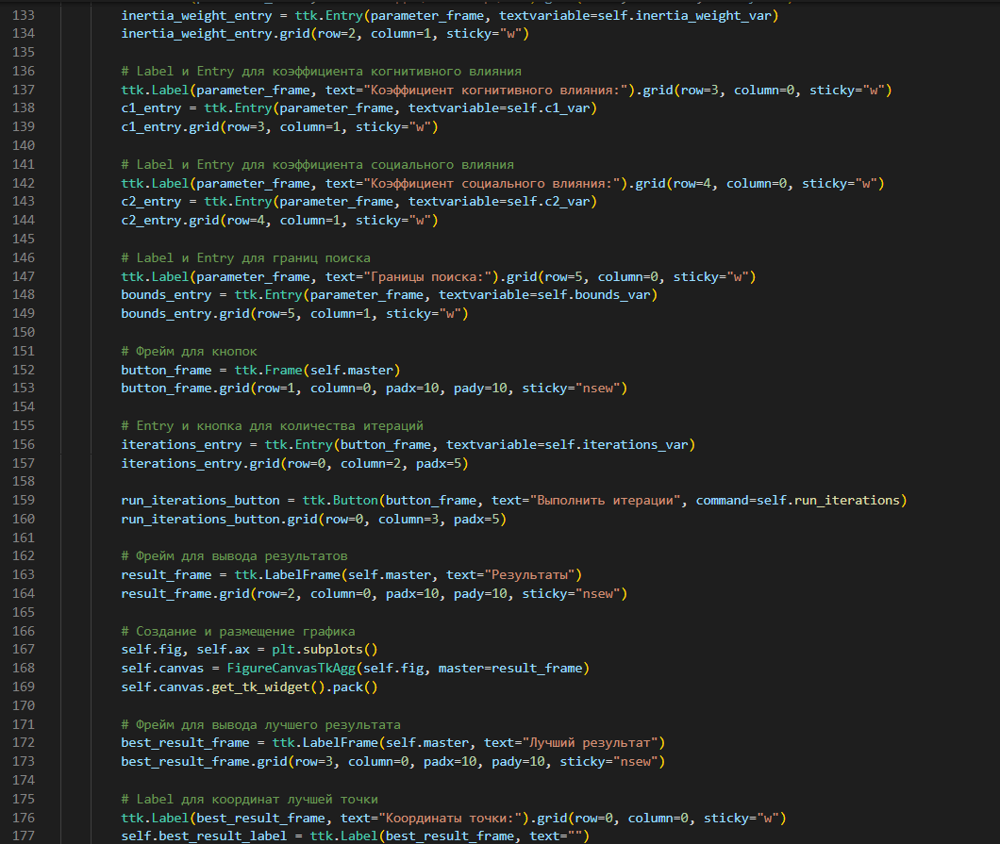 133 inertia_weight_entry = ttk.Entry(parameter_frame, textvariable=self.inertia_weight_var)
134 inertia_weight_entry.grid(row=2, column=1, sticky="w")
135
136 # Label и Entry для коэффициента когнитивного влияния
137 ttk.Label(parameter_frame, text="Коэффициент когнитивного влияния:").grid(row=3, column=0, sticky="w")
138 c1_entry = ttk.Entry(parameter_frame, textvariable=self.c1_var)
139 c1_entry.grid(row=3, column=1, sticky="w")
140
141 # Label и Entry для коэффициента социального влияния
142 ttk.Label(parameter_frame, text="Коэффициент социального влияния:").grid(row=4, column=0, sticky="w")
143 c2_entry = ttk.Entry(parameter_frame, textvariable=self.c2_var)
144 c2_entry.grid(row=4, column=1, sticky="w")
145
146 # Label и Entry для границ поиска
147 ttk.Label(parameter_frame, text="Границы поиска:").grid(row=5, column=0, sticky="w")
148 bounds_entry = ttk.Entry(parameter_frame, textvariable=self.bounds_var)
149 bounds_entry.grid(row=5, column=1, sticky="w")
150
151 # Фрейм для кнопок
152 button_frame = ttk.Frame(self.master)
153 button_frame.grid(row=1, column=0, padx=10, pady=10, sticky="nsew")
154
155 # Entry и кнопка для количества итераций
156 iterations_entry = ttk.Entry(button_frame, textvariable=self.iterations_var)
157 iterations_entry.grid(row=0, column=2, padx=5)
158
159 run_iterations_button = ttk.Button(button_frame, text="Выполнить итерации", command=self.run_iterations)
160 run_iterations_button.grid(row=0, column=3, padx=5)
161
162 # Фрейм для вывода результатов
163 result_frame = ttk.LabelFrame(self.master, text="Результаты")
164 result_frame.grid(row=2, column=0, padx=10, pady=10, sticky="nsew")
165
166 # Создание и размещение графика
167 self.fig, self.ax = plt.subplots()
168 self.canvas = FigureCanvasTkAgg(self.fig, master=result_frame)
169 self.canvas.get_tk_widget().pack()
170
171 # Фрейм для вывода лучшего результата
172 best_result_frame = ttk.LabelFrame(self.master, text="Лучший результат")
173 best_result_frame.grid(row=3, column=0, padx=10, pady=10, sticky="nsew")
174
175 # Label для координат лучшей точки
176 ttk.Label(best_result_frame, text="Координаты точки:").grid(row=0, column=0, sticky="w")
177 self.best_result_label = ttk.Label(best_result_frame, text="")